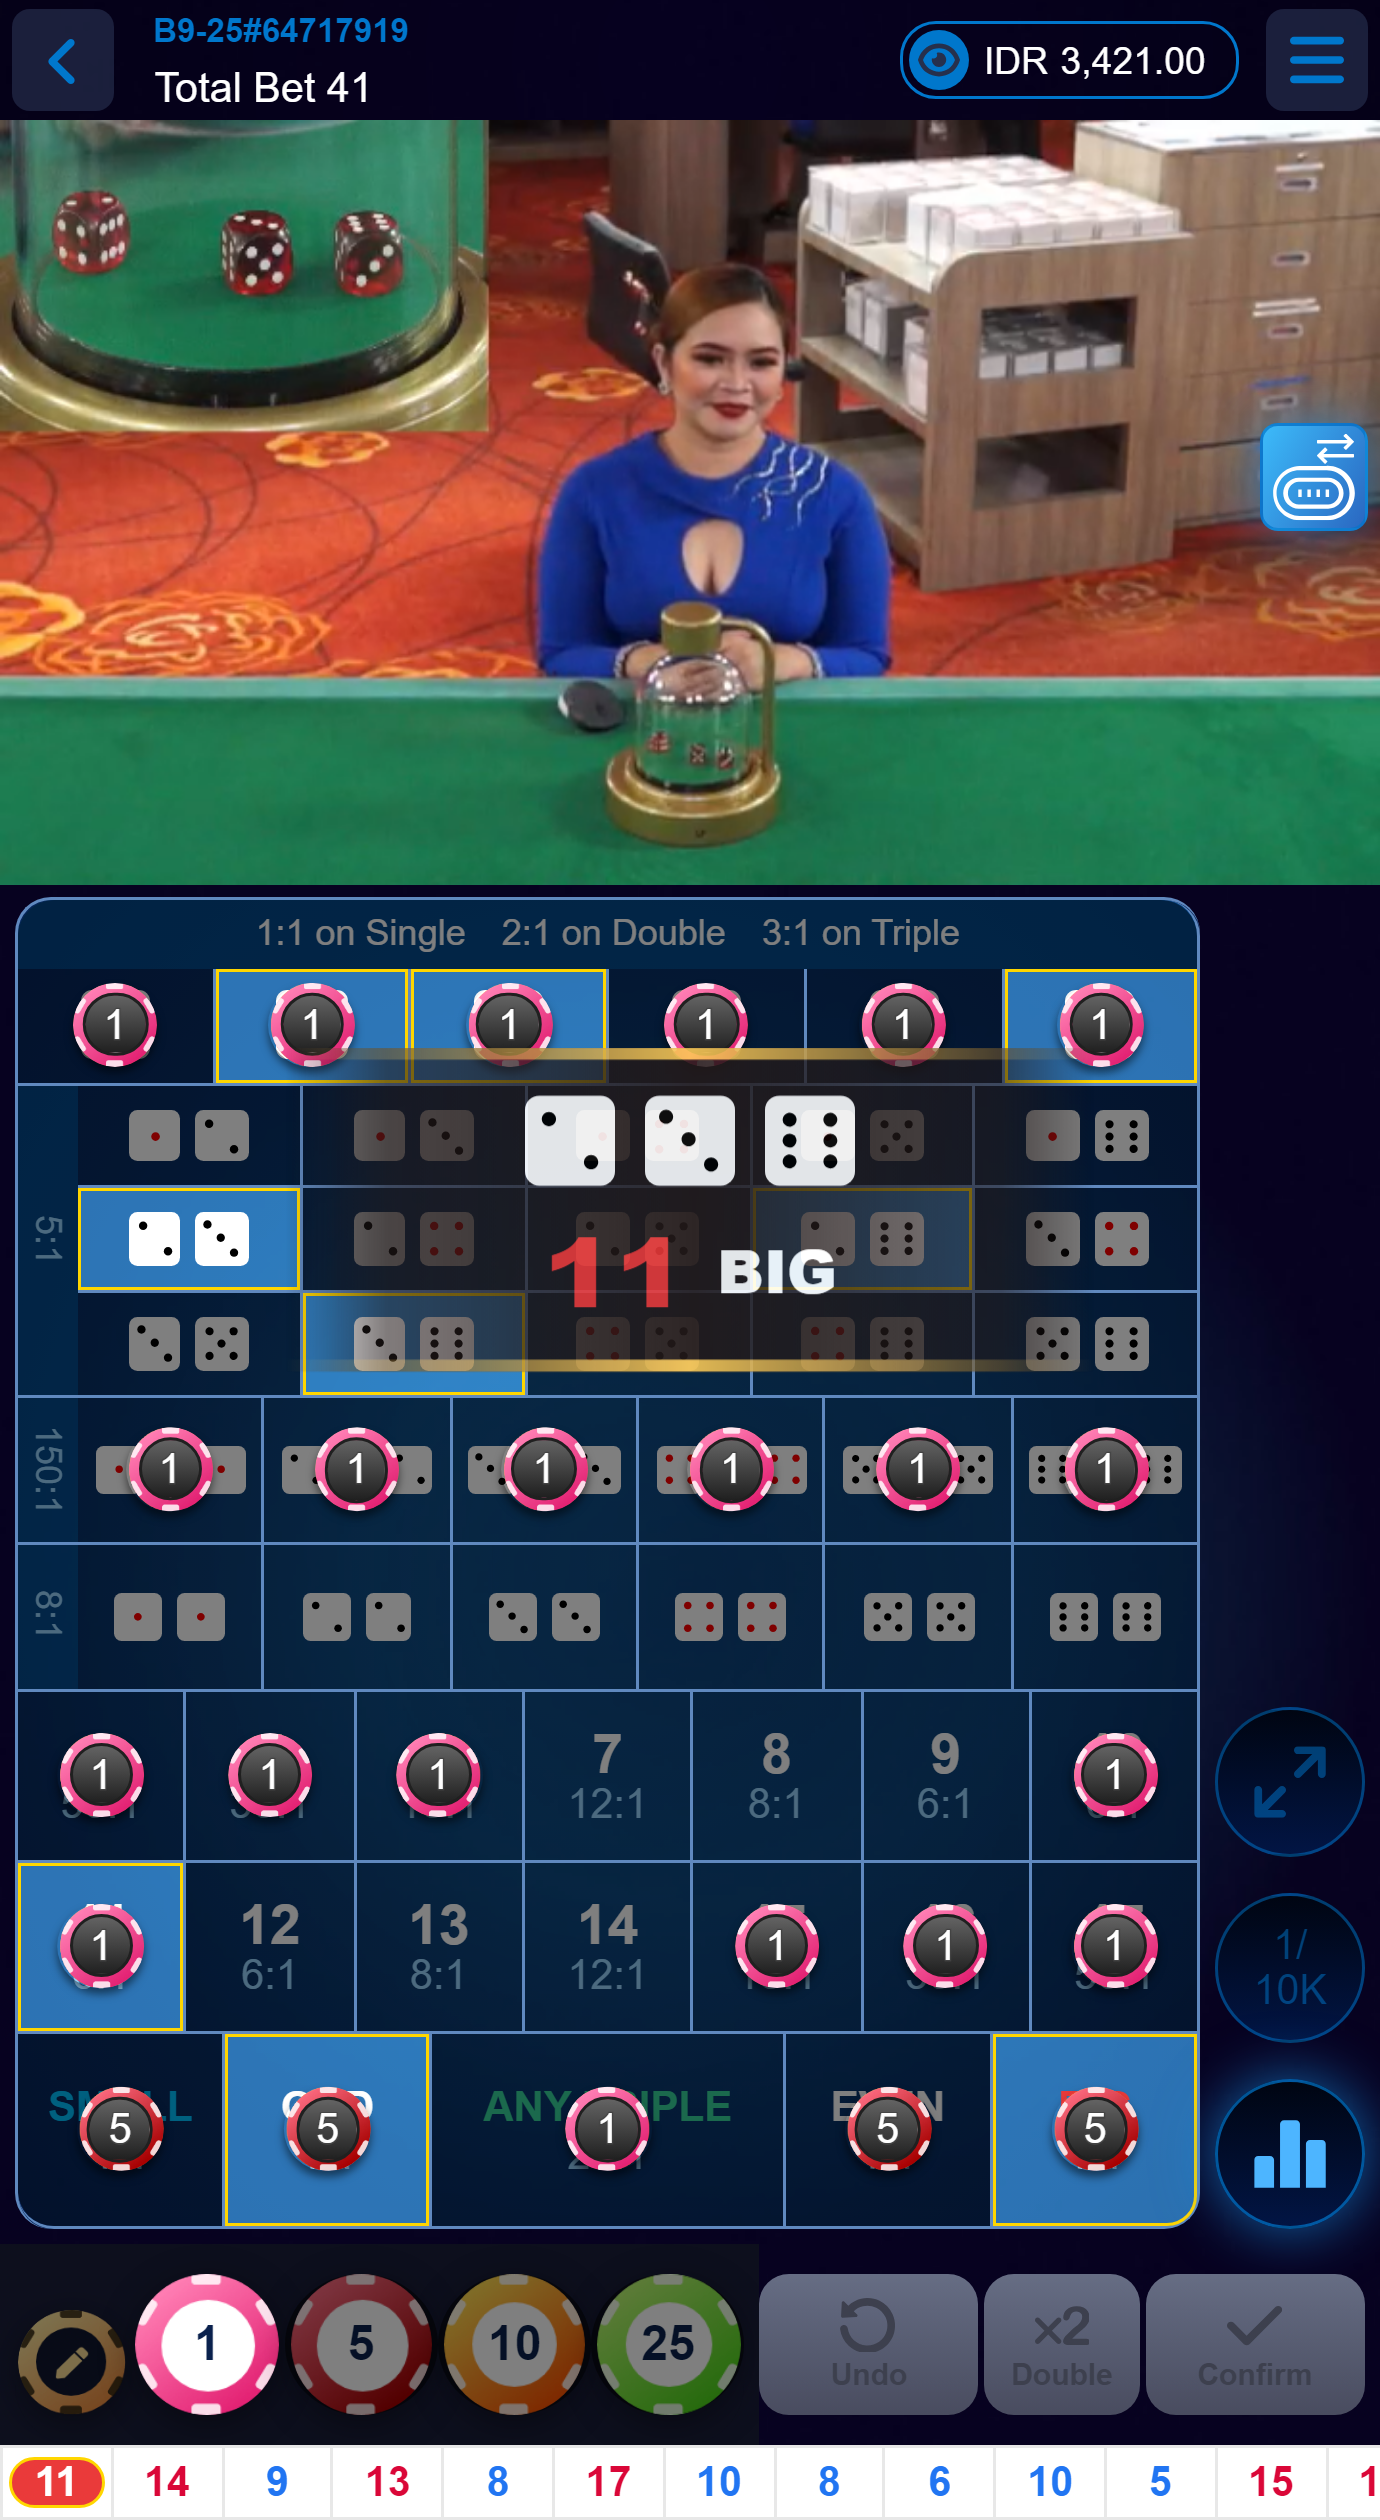 B9-25#64717919
Total Bet 41
IDR 3,421.00
1:1 on Single 2:1 on Double 3:1 on Triple
1 1 1 1 1 1
5:1
11 BIG
150:1
1 1 1 1 1 1
8:1
1 1 1 7 8 9 1
12:1 8:1 6:1
1 12 13 14 1 1 1
6:1 8:1 12:1
1/
10K
5 5 ANY 1 5 5
1 5 10 25
Undo x2 Double Confirm
11 14 9 13 8 17 10 8 6 10 5 15 1